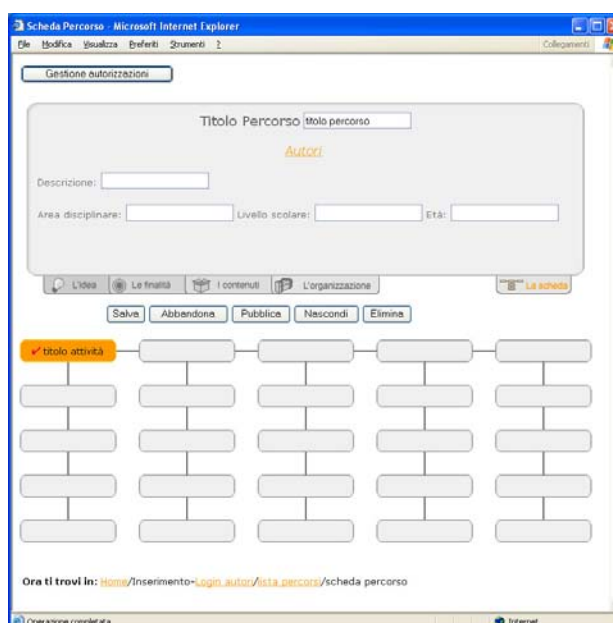 Scheda Percorso - Microsoft Internet Explorer
File Modifica Visualizza Preferiti Strumenti ? Collegamenti
Gestione autorizzazioni
Titolo Percorso titolo percorso
Autori
Descrizione:
Area disciplinare: Livello scolare: Età:
L'idea Le finalità I contenuti L'organizzazione La scheda
Salva Abbandona Pubblica Nascondi Elimina
titolo attività
Ora ti trovi in: Home/Inserimento-Login autori/lista percorsi/scheda percorso
Operazione completata Internet